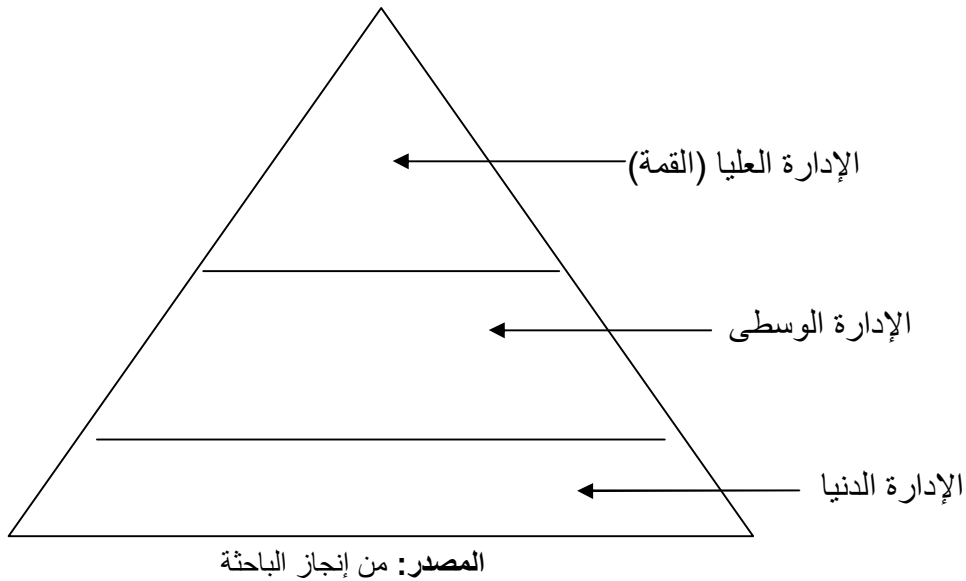 الإدارة العليا (القمة)
الإدارة الوسطى
الإدارة الدنيا
المصدر: من إنجاز الباحثة